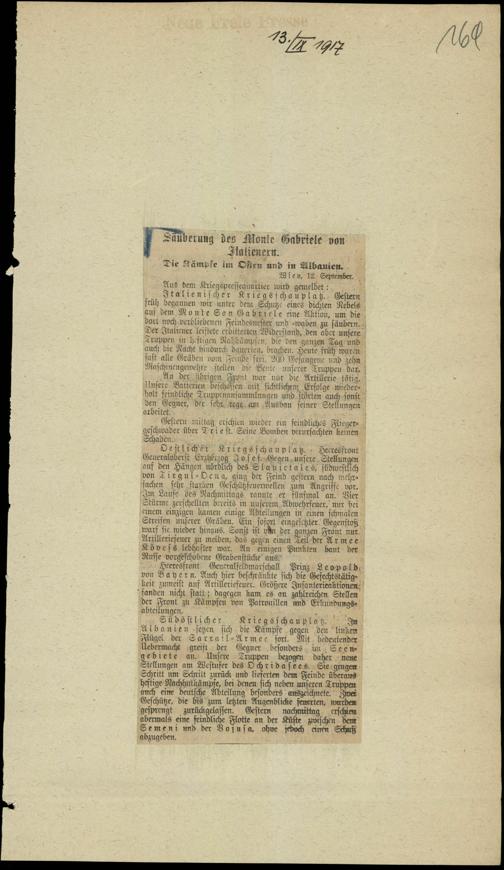 Neue Freie Presse
13./IX 1917
Säuberung des Monte Gabriele von
Italienern.
Die Kämpfe im Osten und in Albanien.
Wien, 12. September.
Aus dem Kriegspressequartier wird gemeldet:
Italienischer Kriegsschauplatz. Gestern
früh begannen wir unter dem Schutze eines dichten Nebels
auf dem Monte San Gabriele eine Aktion, um die
dort noch verbliebenen Feindesnester und -waben zu säubern.
Der Italiener leistete erbitterten Widerstand, den aber unsere
Truppen in heftigen Nahkämpfen, die den ganzen Tag und
auch die Nacht hindurch dauerten, brachen. Heute früh waren
fast alle Gräben vom Feinde frei. Gefangene und zehn
Maschinengewehre stellen die Beute unserer Truppen dar.
An der übrigen Front war nur die Artillerie tätig.
Unsere Batterien beschossen mit sichtlichem Erfolge wieder-
holt feindliche Truppenansammlungen und störten auch sonst
den Gegner, der sehr rege am Ausbau seiner Stellungen
arbeitet.
Gestern mittag erschien wieder ein feindliches Flieger-
geschwader über Triest. Seine Bomben verursachten keinen
Schaden.
Oestlicher Kriegsschauplatz. Heeresfront
Generaloberst Erzherzog Josef. Gegen unsere Stellungen
auf den Hängen nördlich des Slanictales, südwestlich
von Tirgul-Ocna, ging der Feind gestern nach mehr-
fachen sehr starken Geschützfeuerwellen zum Angriffe vor.
Im Laufe des Nachmittags rannte er fünfmal an. Vier
Stürme zerschellten bereits in unserem Abwehrfeuer, nur bei
einem einzigen kamen einige Abteilungen in einen schmalen
Streifen unserer Gräben. Ein sofort eingesetzter Gegenstoß
warf sie wieder hinaus. Sonst ist von der ganzen Front nur
Artilleriefeuer zu melden, das gegen einen Teil der Armee
Kövess lebhafter war. An einigen Punkten baut der
Russe vorgeschobene Grabenstücke aus.
Heeresfront Generalfeldmarschall Prinz Leopold
von Bayern. Auch hier beschränkte sich die Gefechtstätig-
keit zumeist auf Artilleriefeuer. Größere Infanterieaktionen
fanden nicht statt; dagegen kam es an zahlreichen Stellen
der Front zu Kämpfen von Patrouillen und Erkundungs-
abteilungen.
Südöstlicher Kriegsschauplatz. In
Albanien setzen sich die Kämpfe gegen den linken
Flügel der Sarrail-Armee fort. Mit bedeutender
Uebermacht greift der Gegner besonders im Seen-
gebiete an. Unsere Truppen bezogen daher neue
Stellungen am Westufer des Ochridasees. Sie gingen
Schritt um Schritt zurück und lieferten dem Feinde überaus
heftige Nachhutkämpfe, bei denen sich neben unseren Truppen
auch eine deutsche Abteilung besonders auszeichnete. Zwei
Geschütze, die bis zum letzten Augenblicke feuerten, wurden
gesprengt zurückgelassen. Gestern nachmittag erschien
abermals eine feindliche Flotte an der Küste zwischen dem
Semeni und der Vojusa, ohne jedoch einen Schuß
abzugeben.